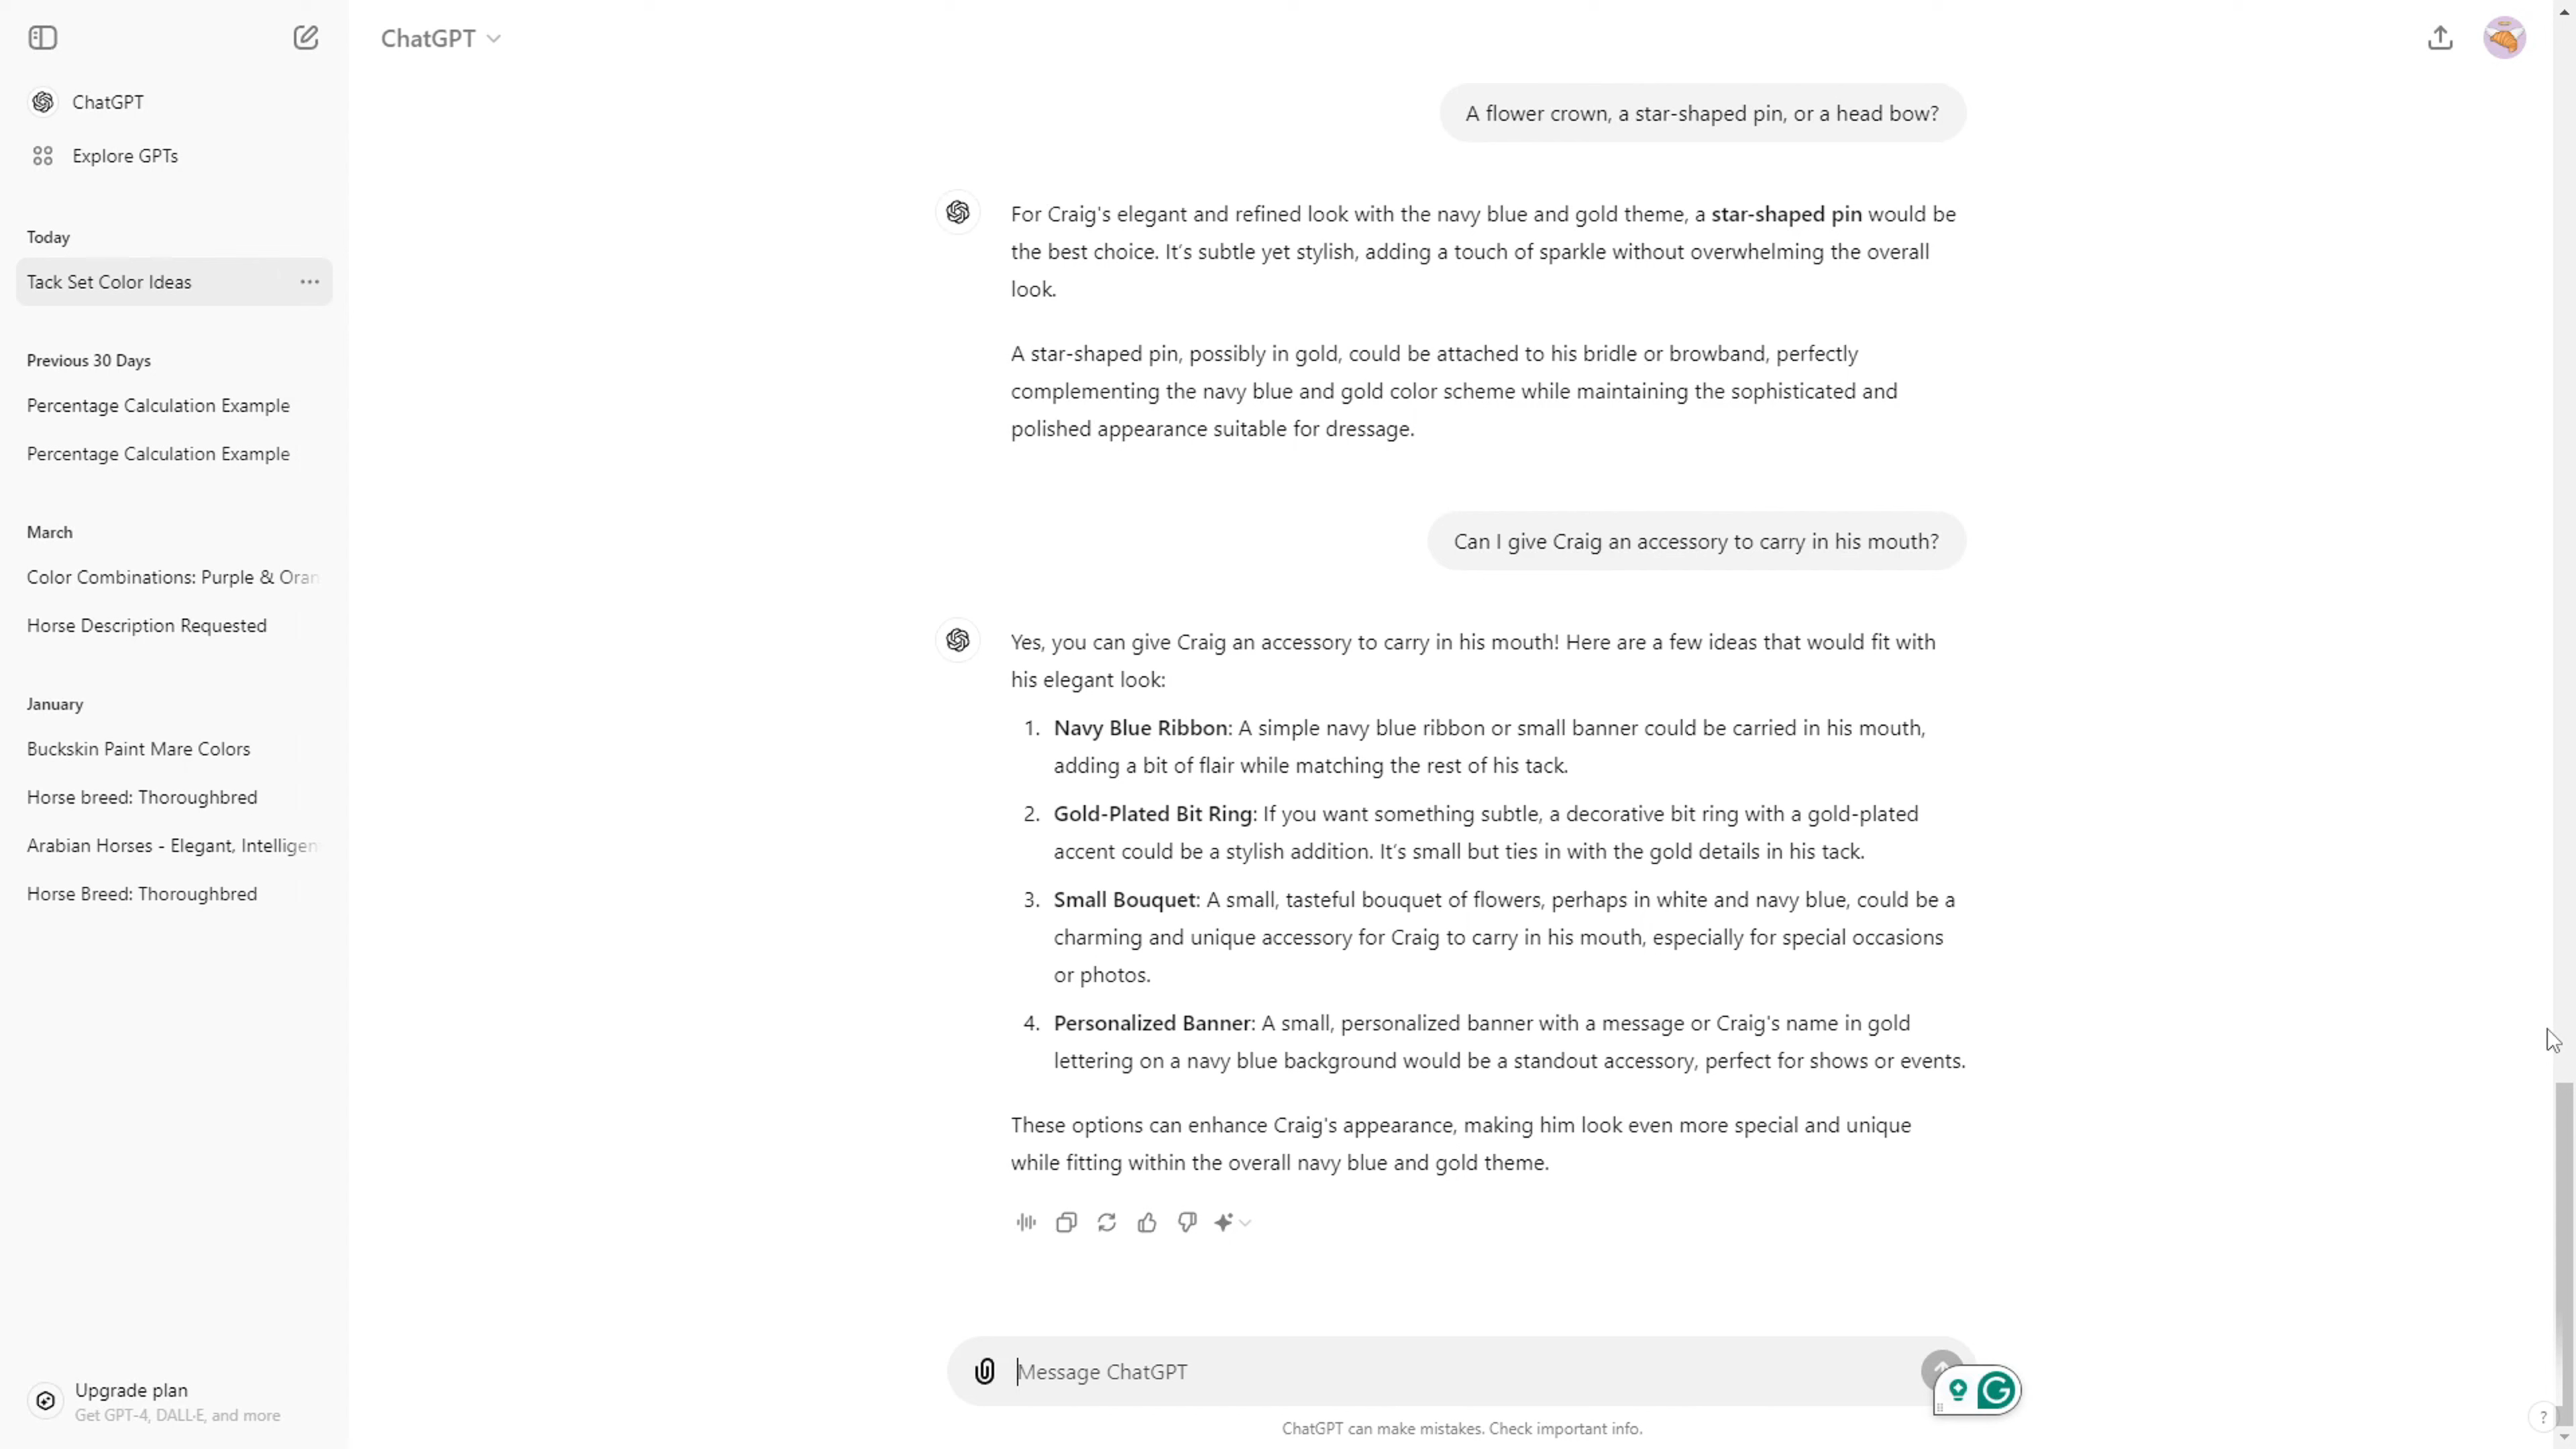 ChatGPT
ChatGPT
Explore GPTs
Today
Tack Set Color Ideas
Previous 30 Days
Percentage Calculation Example
Percentage Calculation Example
March
Color Combinations: Purple & Oran
Horse Description Requested
January
Buckskin Paint Mare Colors
Horse breed: Thoroughbred
Arabian Horses - Elegant, Intelligen
Horse Breed: Thoroughbred
Upgrade plan
Get GPT-4, DALL·E, and more
A flower crown, a star-shaped pin, or a head bow?
For Craig's elegant and refined look with the navy blue and gold theme, a star-shaped pin would be
the best choice. It's subtle yet stylish, adding a touch of sparkle without overwhelming the overall
look.
A star-shaped pin, possibly in gold, could be attached to his bridle or browband, perfectly
complementing the navy blue and gold color scheme while maintaining the sophisticated and
polished appearance suitable for dressage.
Can I give Craig an accessory to carry in his mouth?
Yes, you can give Craig an accessory to carry in his mouth! Here are a few ideas that would fit with
his elegant look:
1. Navy Blue Ribbon: A simple navy blue ribbon or small banner could be carried in his mouth,
adding a bit of flair while matching the rest of his tack.
2. Gold-Plated Bit Ring: If you want something subtle, a decorative bit ring with a gold-plated
accent could be a stylish addition. It's small but ties in with the gold details in his tack.
3. Small Bouquet: A small, tasteful bouquet of flowers, perhaps in white and navy blue, could be a
charming and unique accessory for Craig to carry in his mouth, especially for special occasions
or photos.
4. Personalized Banner: A small, personalized banner with a message or Craig's name in gold
lettering on a navy blue background would be a standout accessory, perfect for shows or events.
These options can enhance Craig's appearance, making him look even more special and unique
while fitting within the overall navy blue and gold theme.
Message ChatGPT
ChatGPT can make mistakes. Check important info.
?